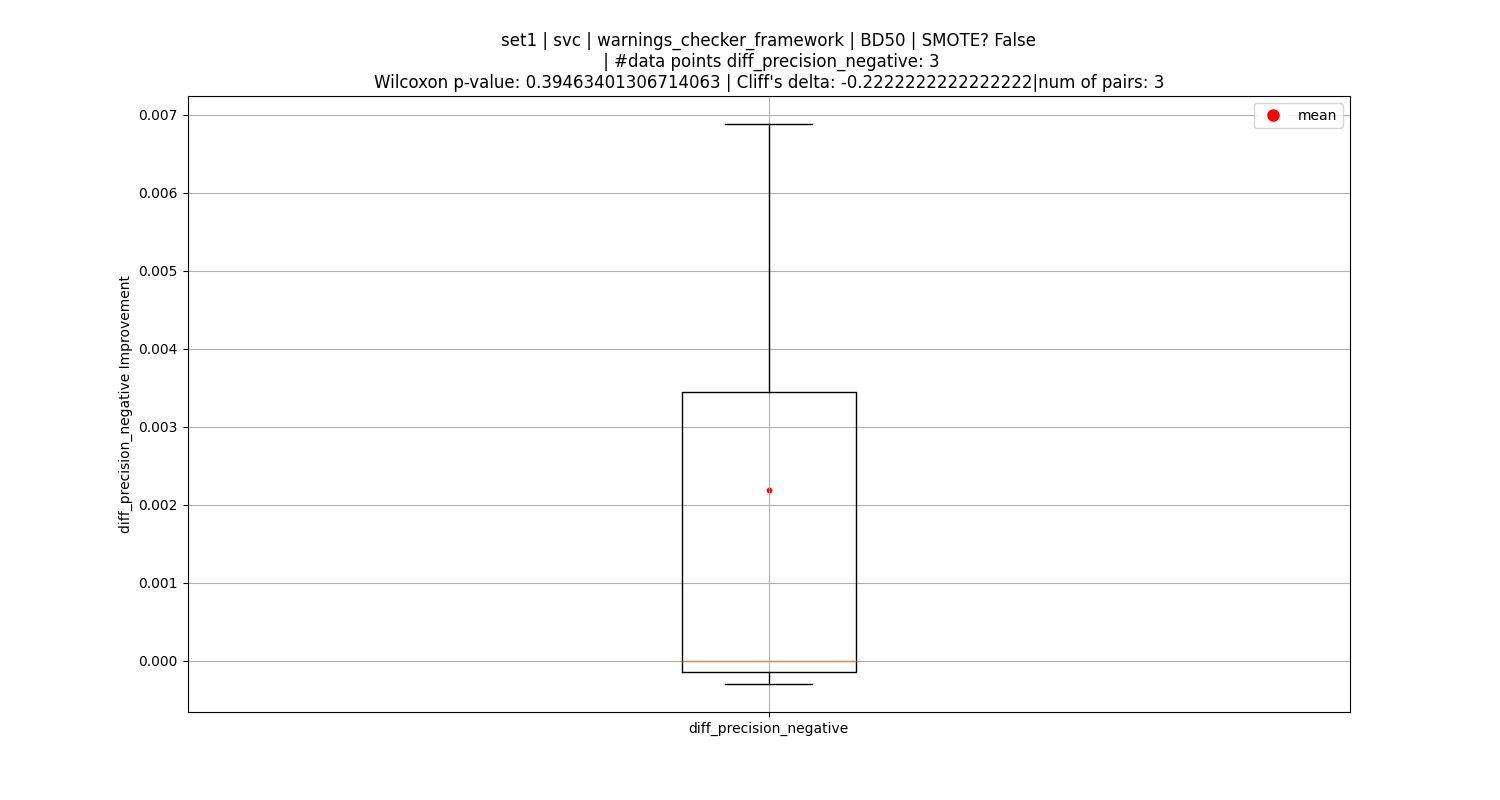 set1 | svc | warnings_checker_framework | BD50 | SMOTE? False
| #data points diff_precision_negative: 3
Wilcoxon p-value: 0.39463401306714063 | Cliff's delta: -0.2222222222222222|num of pairs: 3
mean
0.007
0.006
0.005
0.004
0.003
0.002
0.001
0.000
diff_precision_negative Improvement
diff_precision_negative